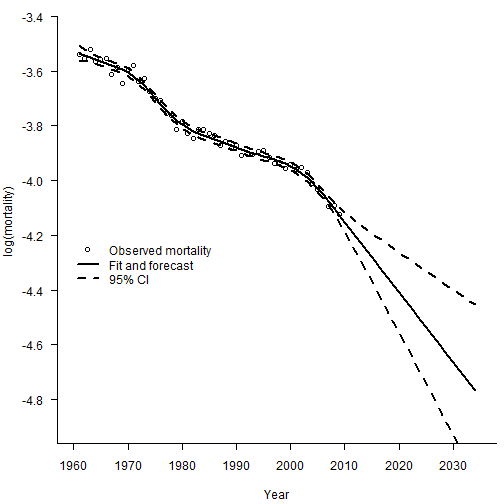 -3.4
-3.6
-3.8
-4.0
-4.2
-4.4
-4.6
-4.8
log(mortality)
Observed mortality
Fit and forecast
95% CI
1960 1970 1980 1990 2000 2010 2020 2030
Year